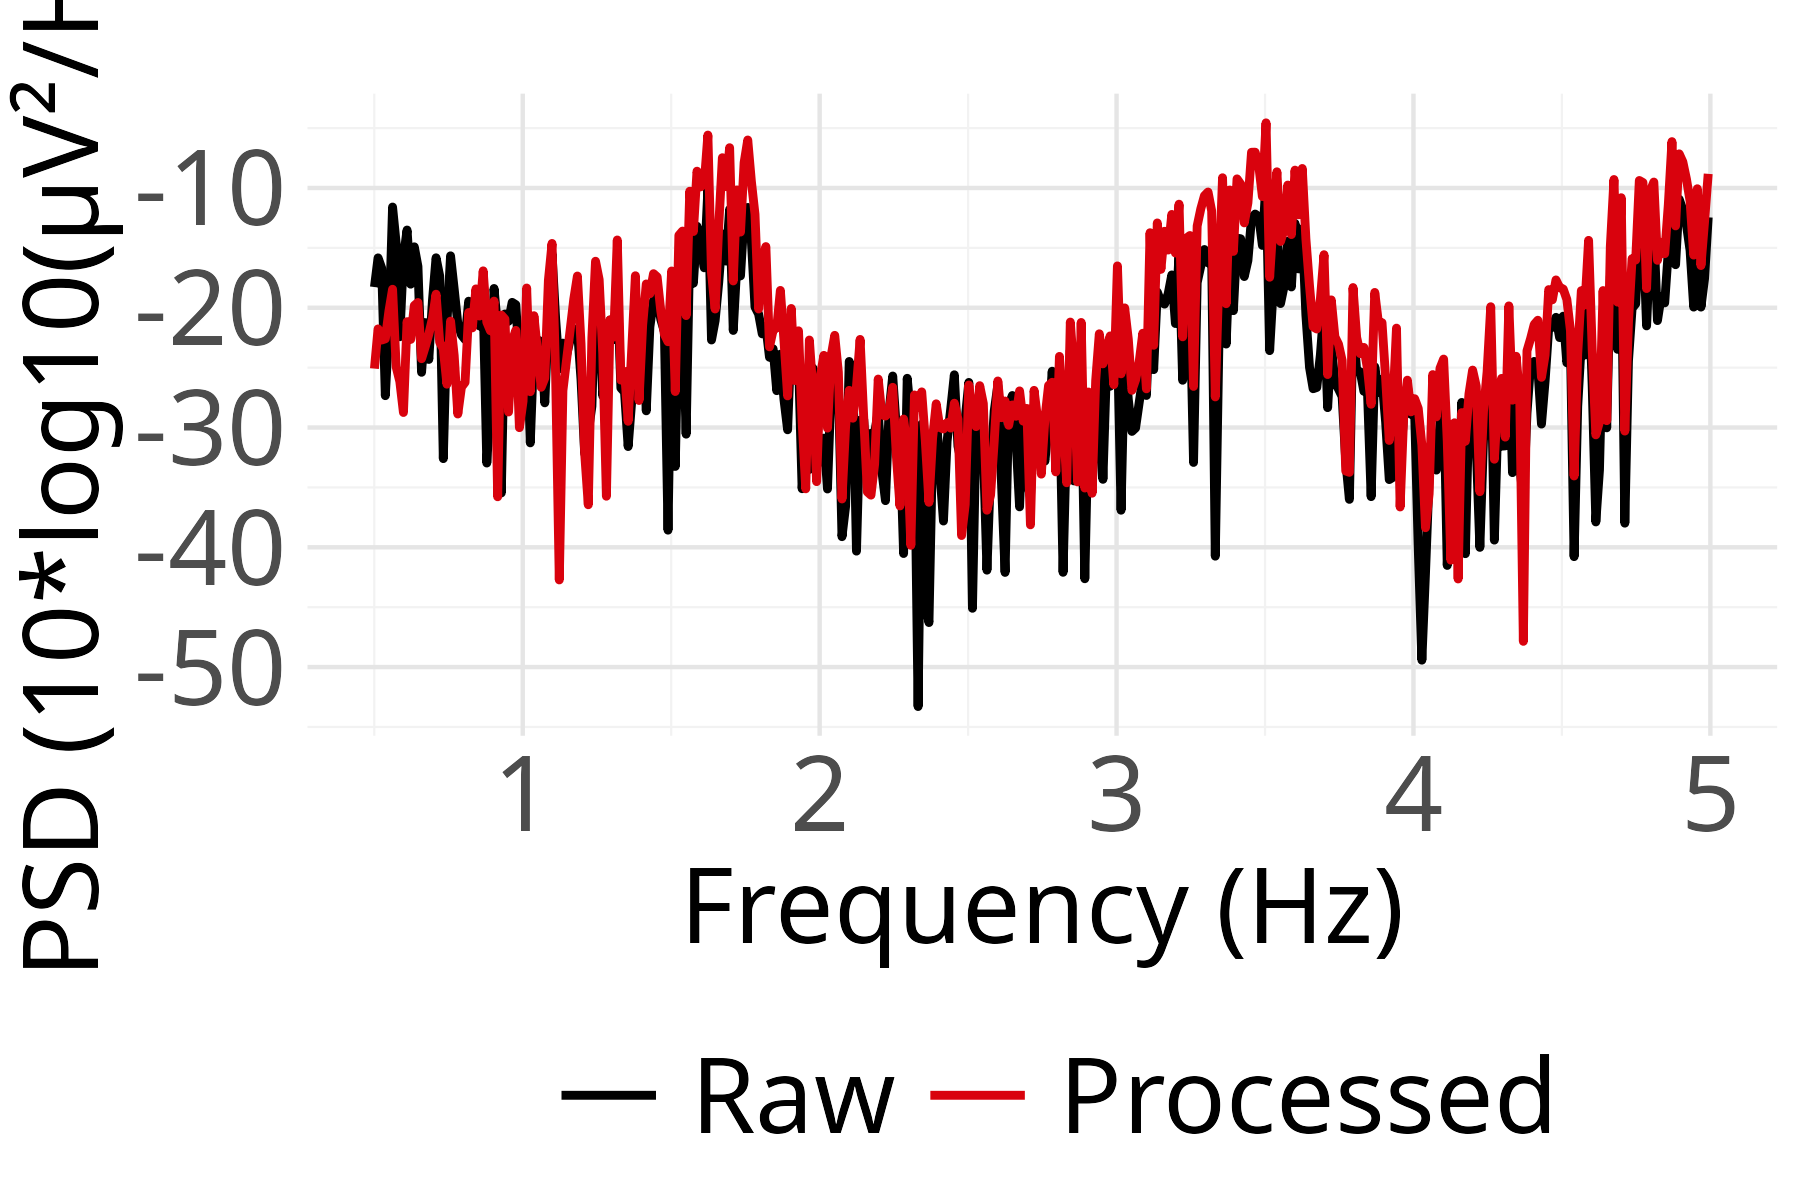 PSD (10*log10(µV²/H
-10
-20
-30
-40
-50
1 2 3 4 5
Frequency (Hz)
Raw Processed